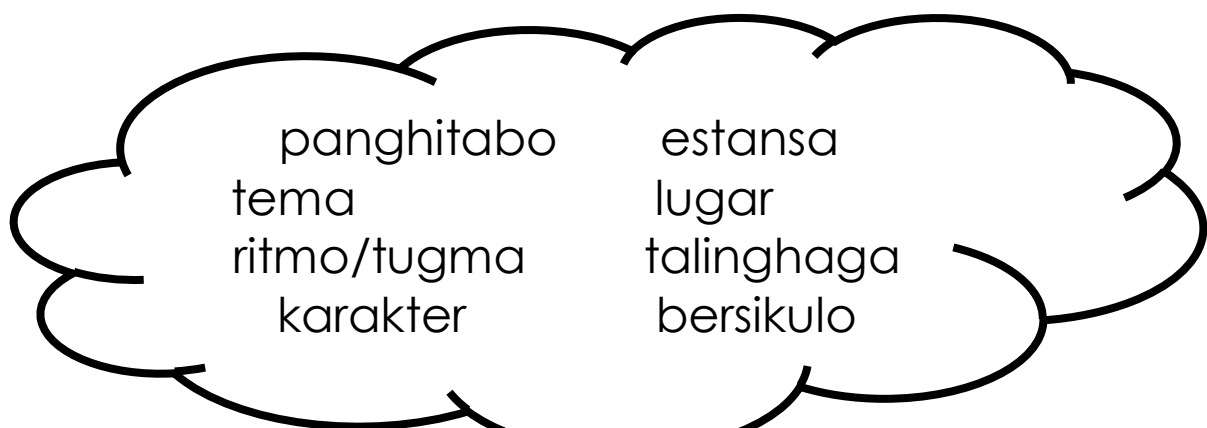 panghitabo estansa
tema lugar
ritmo/tugma talinghaga
karakter bersikulo